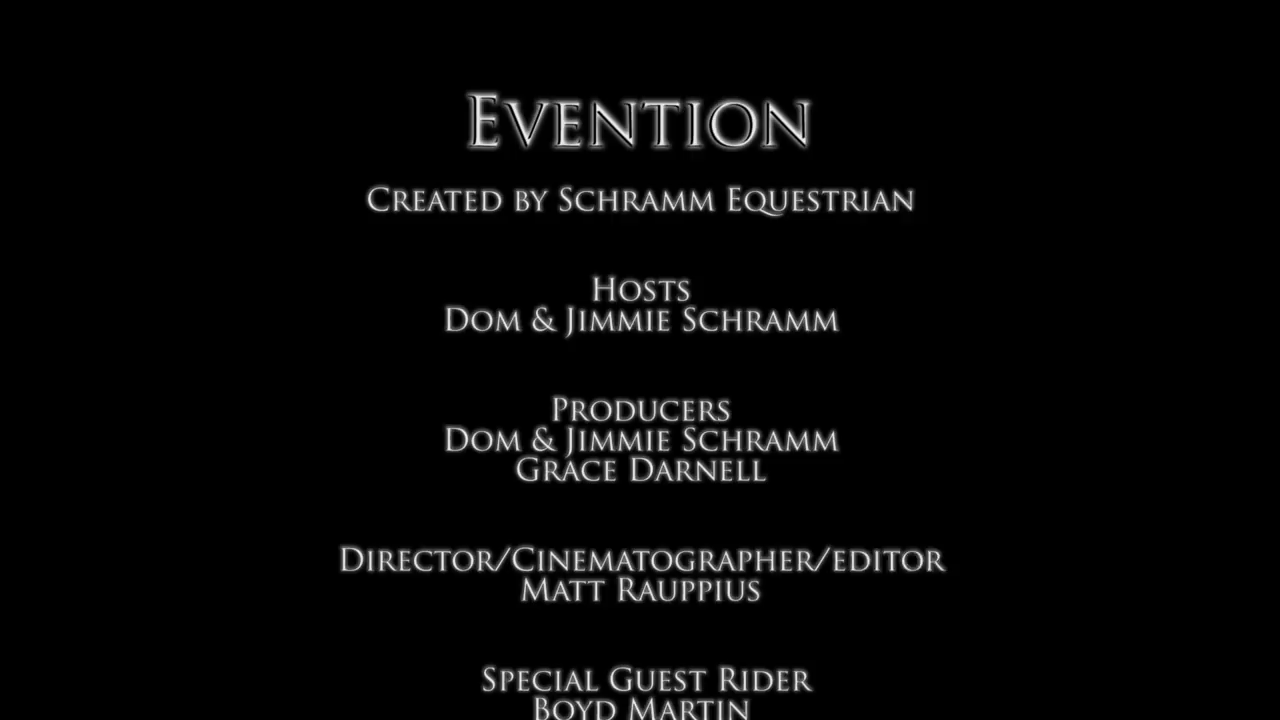 Evention
Created by Schramm Equestrian
Hosts
Dom & Jimmie Schramm
Producers
Dom & Jimmie Schramm
Grace Darnell
Director/Cinematographer/editor
Matt Rauppius
Special Guest Rider
Boyd Martin